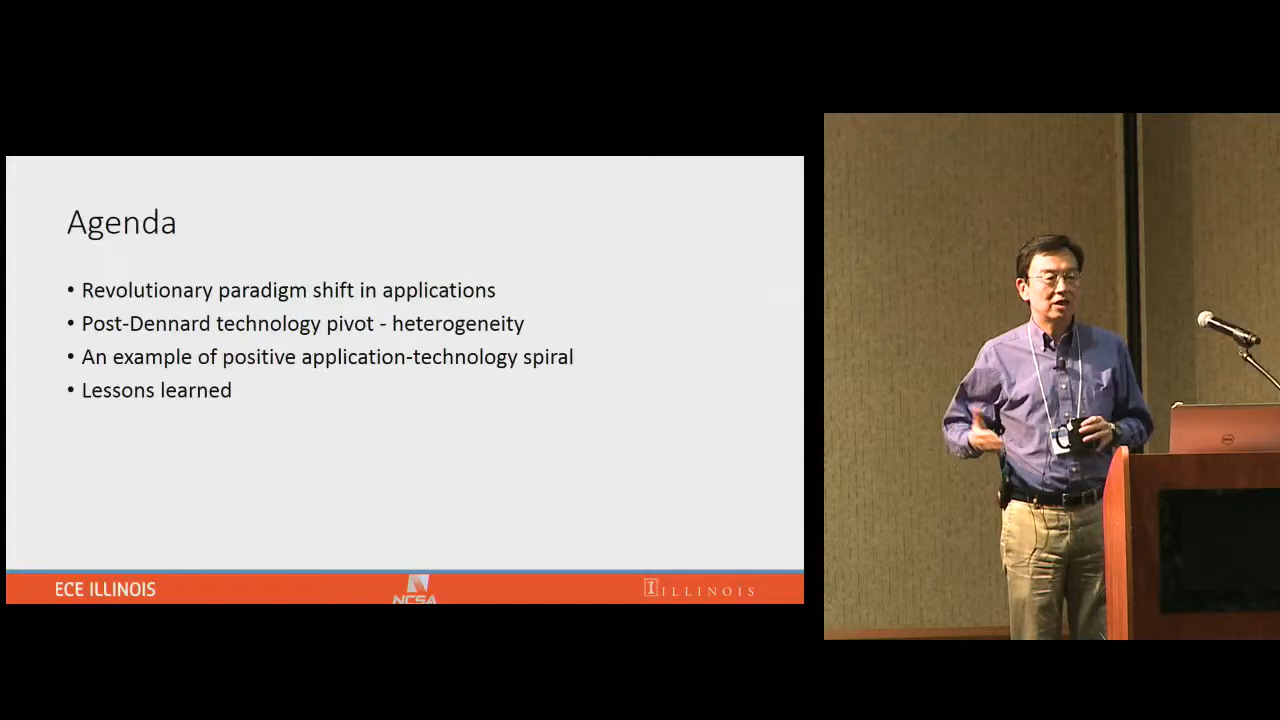 Agenda
• Revolutionary paradigm shift in applications
• Post-Dennard technology pivot - heterogeneity
• An example of positive application-technology spiral
• Lessons learned
ECE ILLINOIS
NCSA
I ILLINOIS